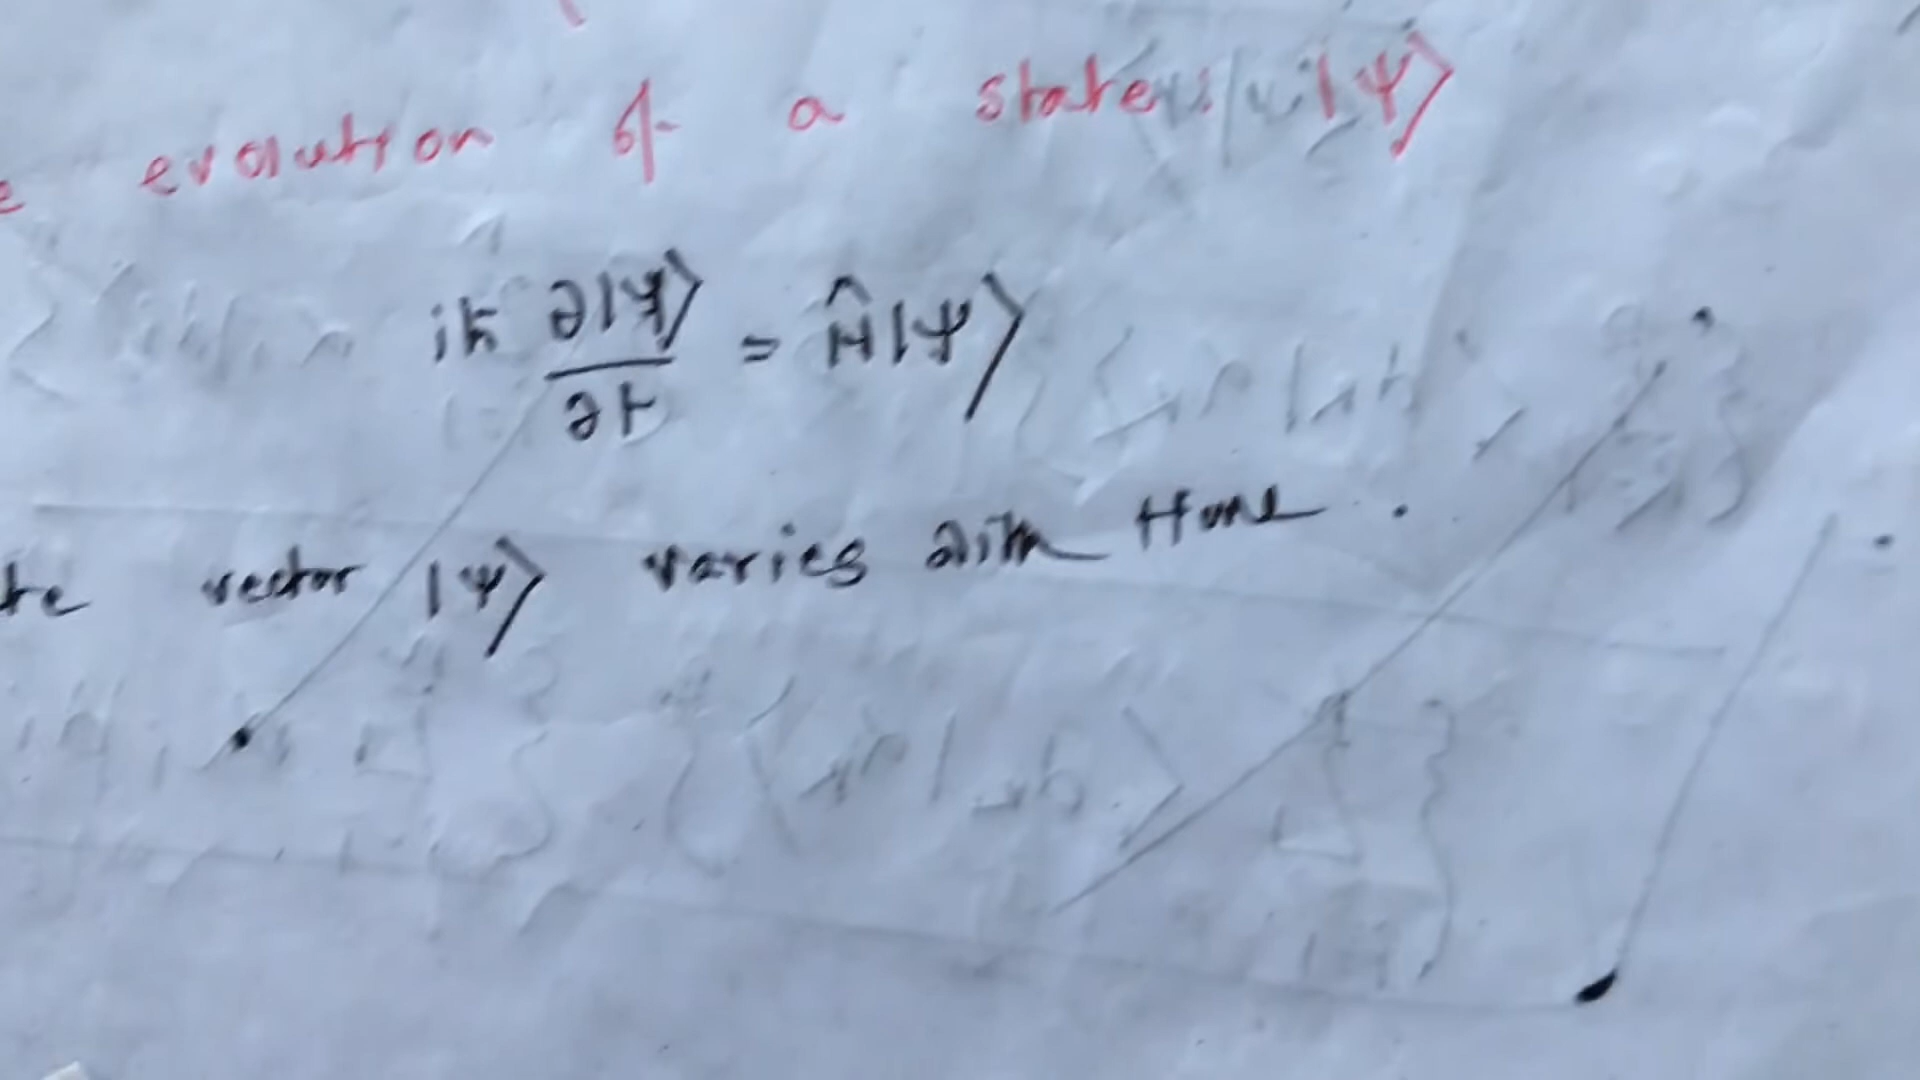 evolution of a state |ψ⟩
iħ ∂|ψ⟩/∂t = Ĥ|ψ⟩
vector |ψ⟩ varies with time.